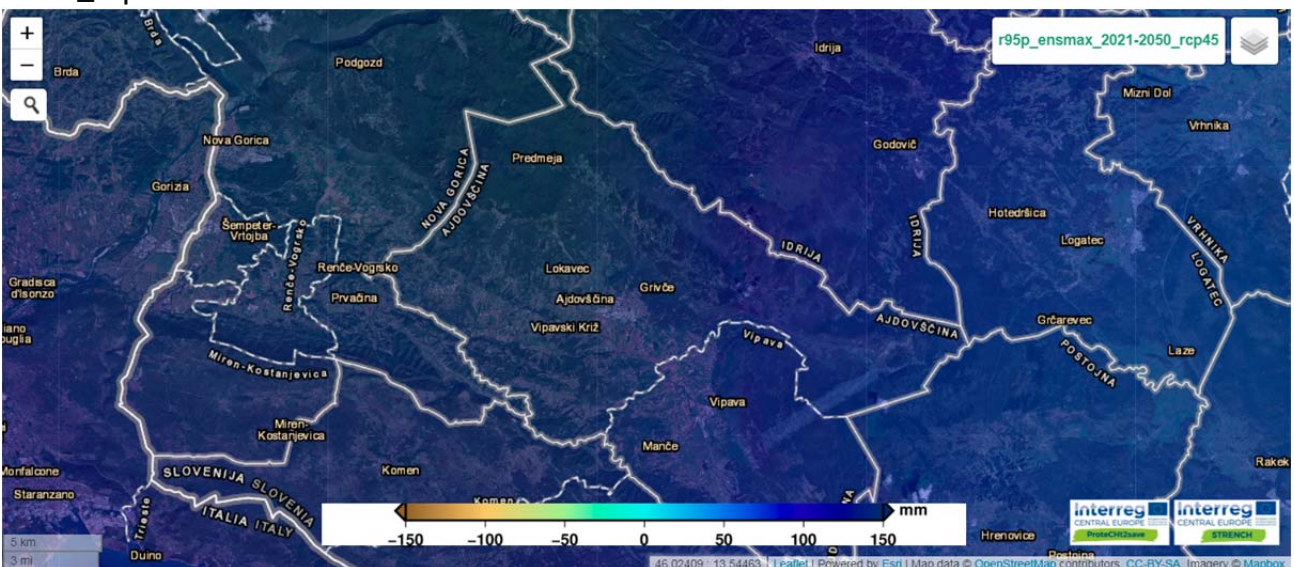 +
−
r95p_ensmax_2021-2050_rcp45
Brda
Brda
Podgozd
Idrija
Mizni Dol
Vrhnika
Nova Gorica
Predmeja
Godovič
Gorizia
NOVA GORICA
AJDOVŠČINA
Šempeter-
Vrtojba
Renče-Vogrsko
Renče-Vogrsko
Hotedršica
Logatec
IDRIJA
IDRIJA
VRHNIKA
LOGATEC
Gradisca
d'Isonzo
Prvačina
Lokavec
Grivče
Ajdovščina
Vipavski Križ
AJDOVŠČINA
Grčarevec
POSTOJNA
Laze
Vipava
Miren-Kostanjevica
Vipava
Miren-
Kostanjevica
Manče
Komen
Komen
Monfalcone
Staranzano
SLOVENIJA SLOVENIA
ITALIA ITALY
Trieste
Duino
Rakek
Hrenovice
Postojna
−150 −100 −50 0 50 100 150 mm
Interreg
CENTRAL EUROPE
ProteCHt2save
Interreg
CENTRAL EUROPE
STRENCH
5 km
3 mi
46.02409 : 13.54463 | Leaflet | Powered by Esri | Map data © OpenStreetMap contributors, CC-BY-SA, Imagery © Mapbox